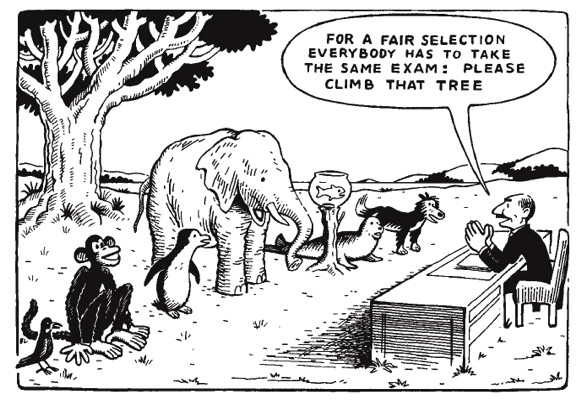 FOR A FAIR SELECTION
EVERYBODY HAS TO TAKE
THE SAME EXAM: PLEASE
CLIMB THAT TREE